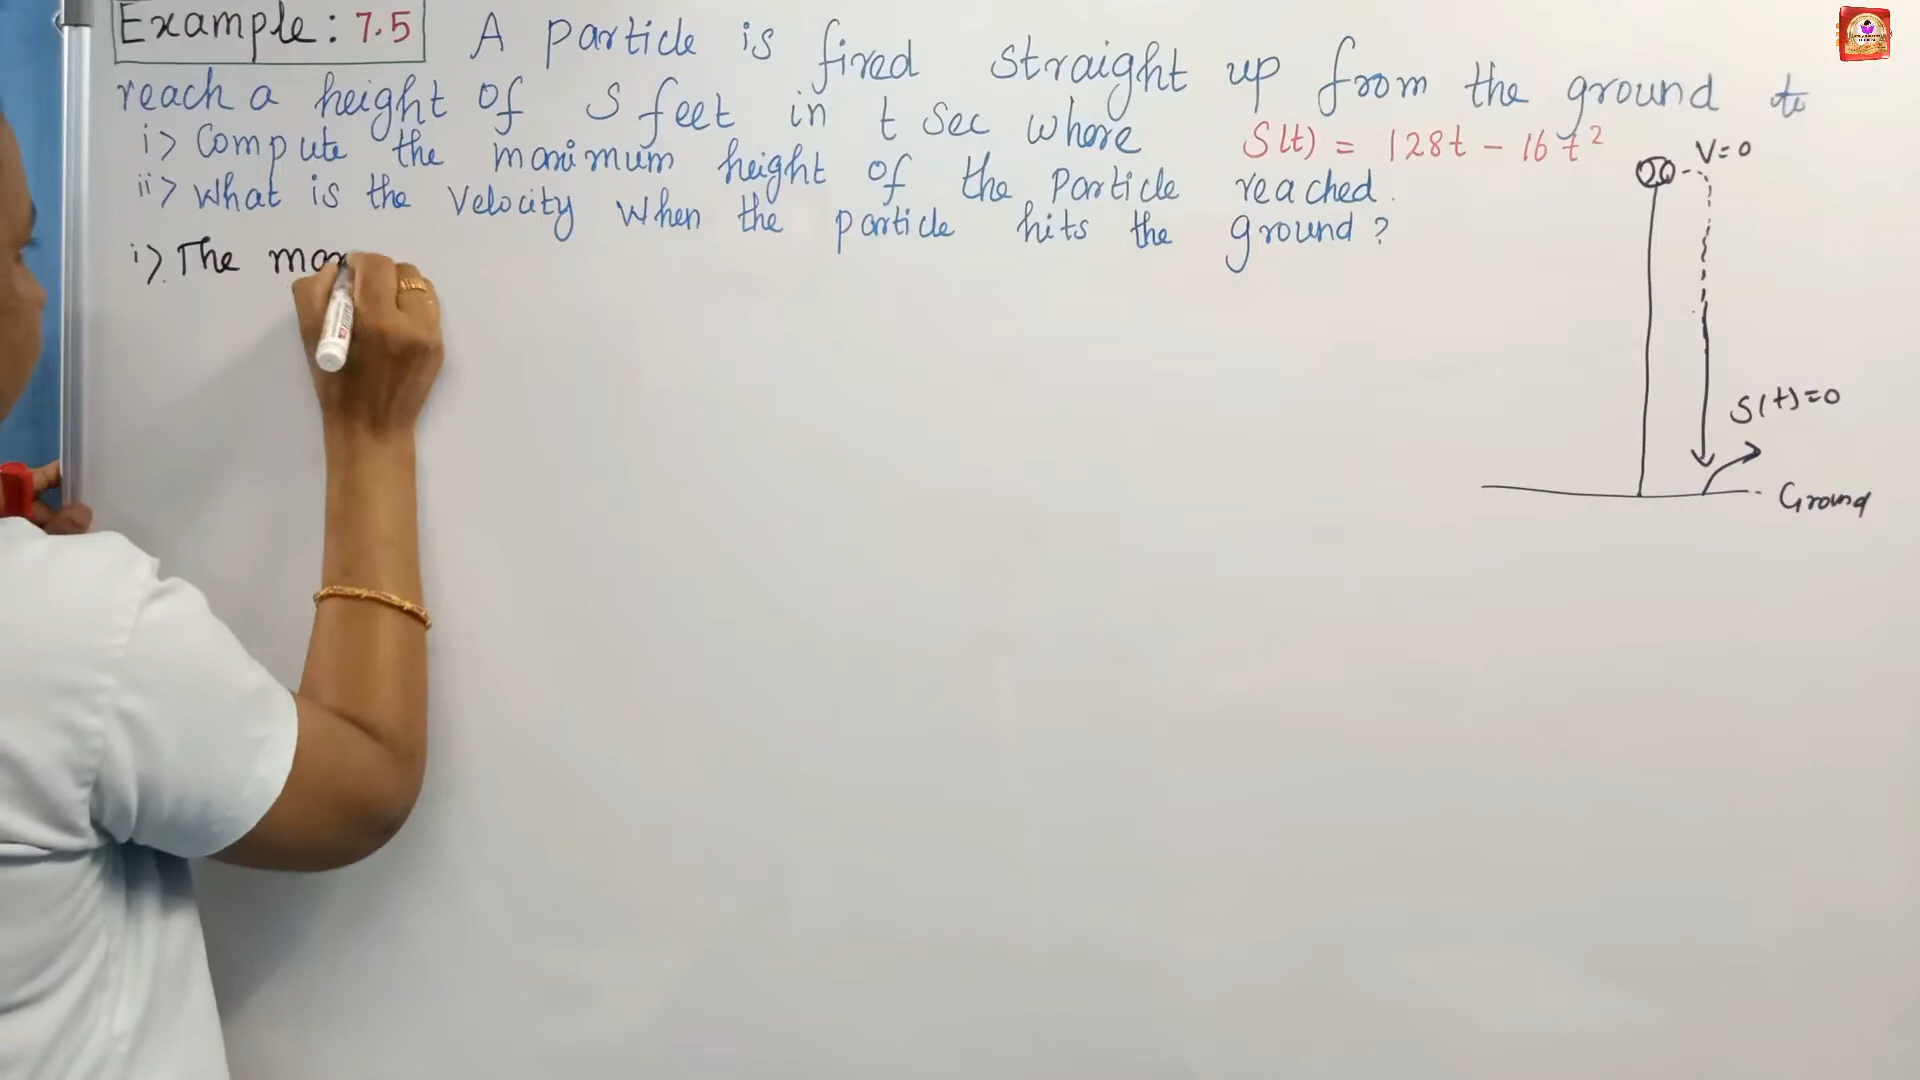 Example: 7.5 A particle is fired straight up from the ground to
reach a height of S feet in t sec where S(t) = 128t - 16t²
i) Compute the maximum height of the particle reached.
ii) What is the velocity when the particle hits the ground?
i) The max
V=0
S(t)=0
Ground